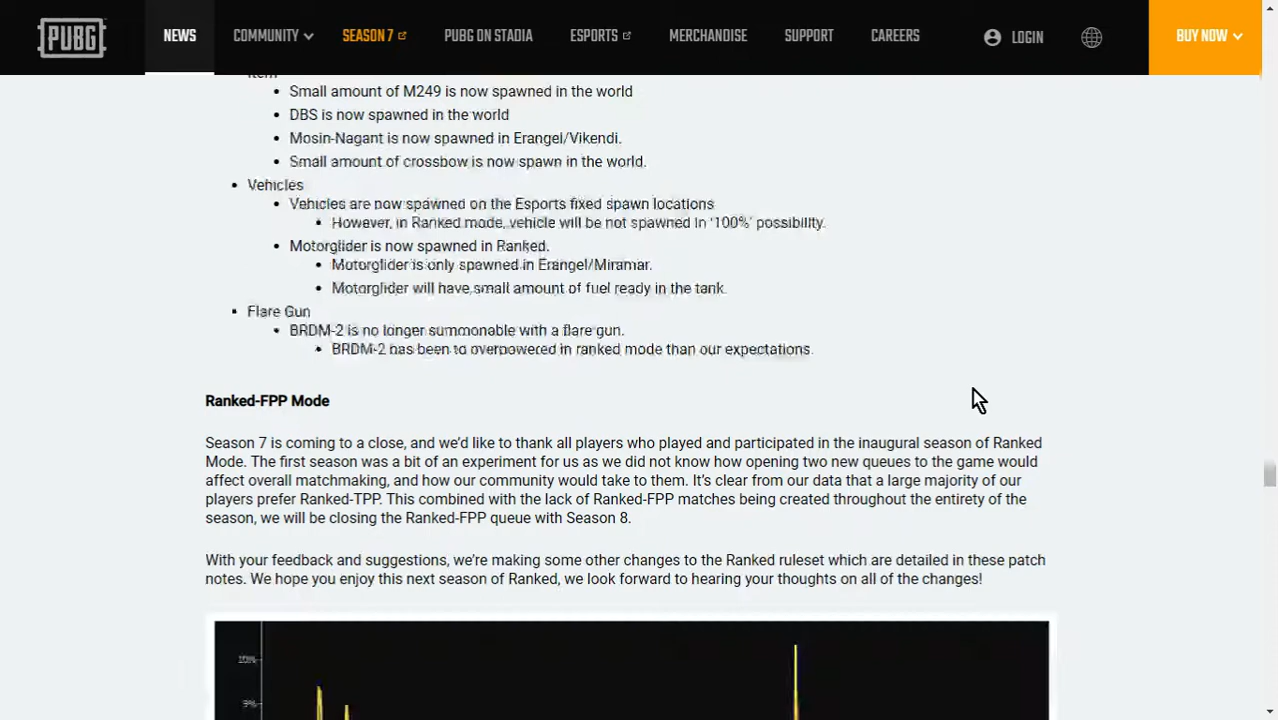 PUBG
NEWS
COMMUNITY
SEASON 7
PUBG ON STADIA
ESPORTS
MERCHANDISE
SUPPORT
CAREERS
LOGIN
BUY NOW
Item
Small amount of M249 is now spawned in the world
DBS is now spawned in the world
Mosin-Nagant is now spawned in Erangel/Vikendi.
Small amount of crossbow is now spawn in the world.
Vehicles
Vehicles are now spawned on the Esports fixed spawn locations
However, in Ranked mode, vehicle will be not spawned in ‘100%’ possibility.
Motorglider is now spawned in Ranked.
Motorglider is only spawned in Erangel/Miramar.
Motorglider will have small amount of fuel ready in the tank.
Flare Gun
BRDM-2 is no longer summonable with a flare gun.
BRDM-2 has been to overpowered in ranked mode than our expectations.
Ranked-FPP Mode
Season 7 is coming to a close, and we’d like to thank all players who played and participated in the inaugural season of Ranked
Mode. The first season was a bit of an experiment for us as we did not know how opening two new queues to the game would
affect overall matchmaking, and how our community would take to them. It’s clear from our data that a large majority of our
players prefer Ranked-TPP. This combined with the lack of Ranked-FPP matches being created throughout the entirety of the
season, we will be closing the Ranked-FPP queue with Season 8.
With your feedback and suggestions, we’re making some other changes to the Ranked ruleset which are detailed in these patch
notes. We hope you enjoy this next season of Ranked, we look forward to hearing your thoughts on all of the changes!